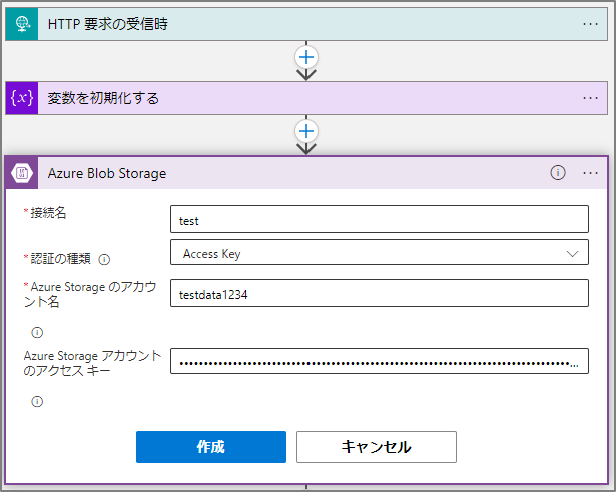 HTTP 要求の受信時
{x} 変数を初期化する
Azure Blob Storage
*接続名
test
*認証の種類
Access Key
*Azure Storage のアカウ
ント名
testdata1234
Azure Storage アカウント
のアクセス キー
••••••••••••••••••••••••••••••••••••••••••••••••••••••••••••••••••••••••••••••••...
作成
キャンセル